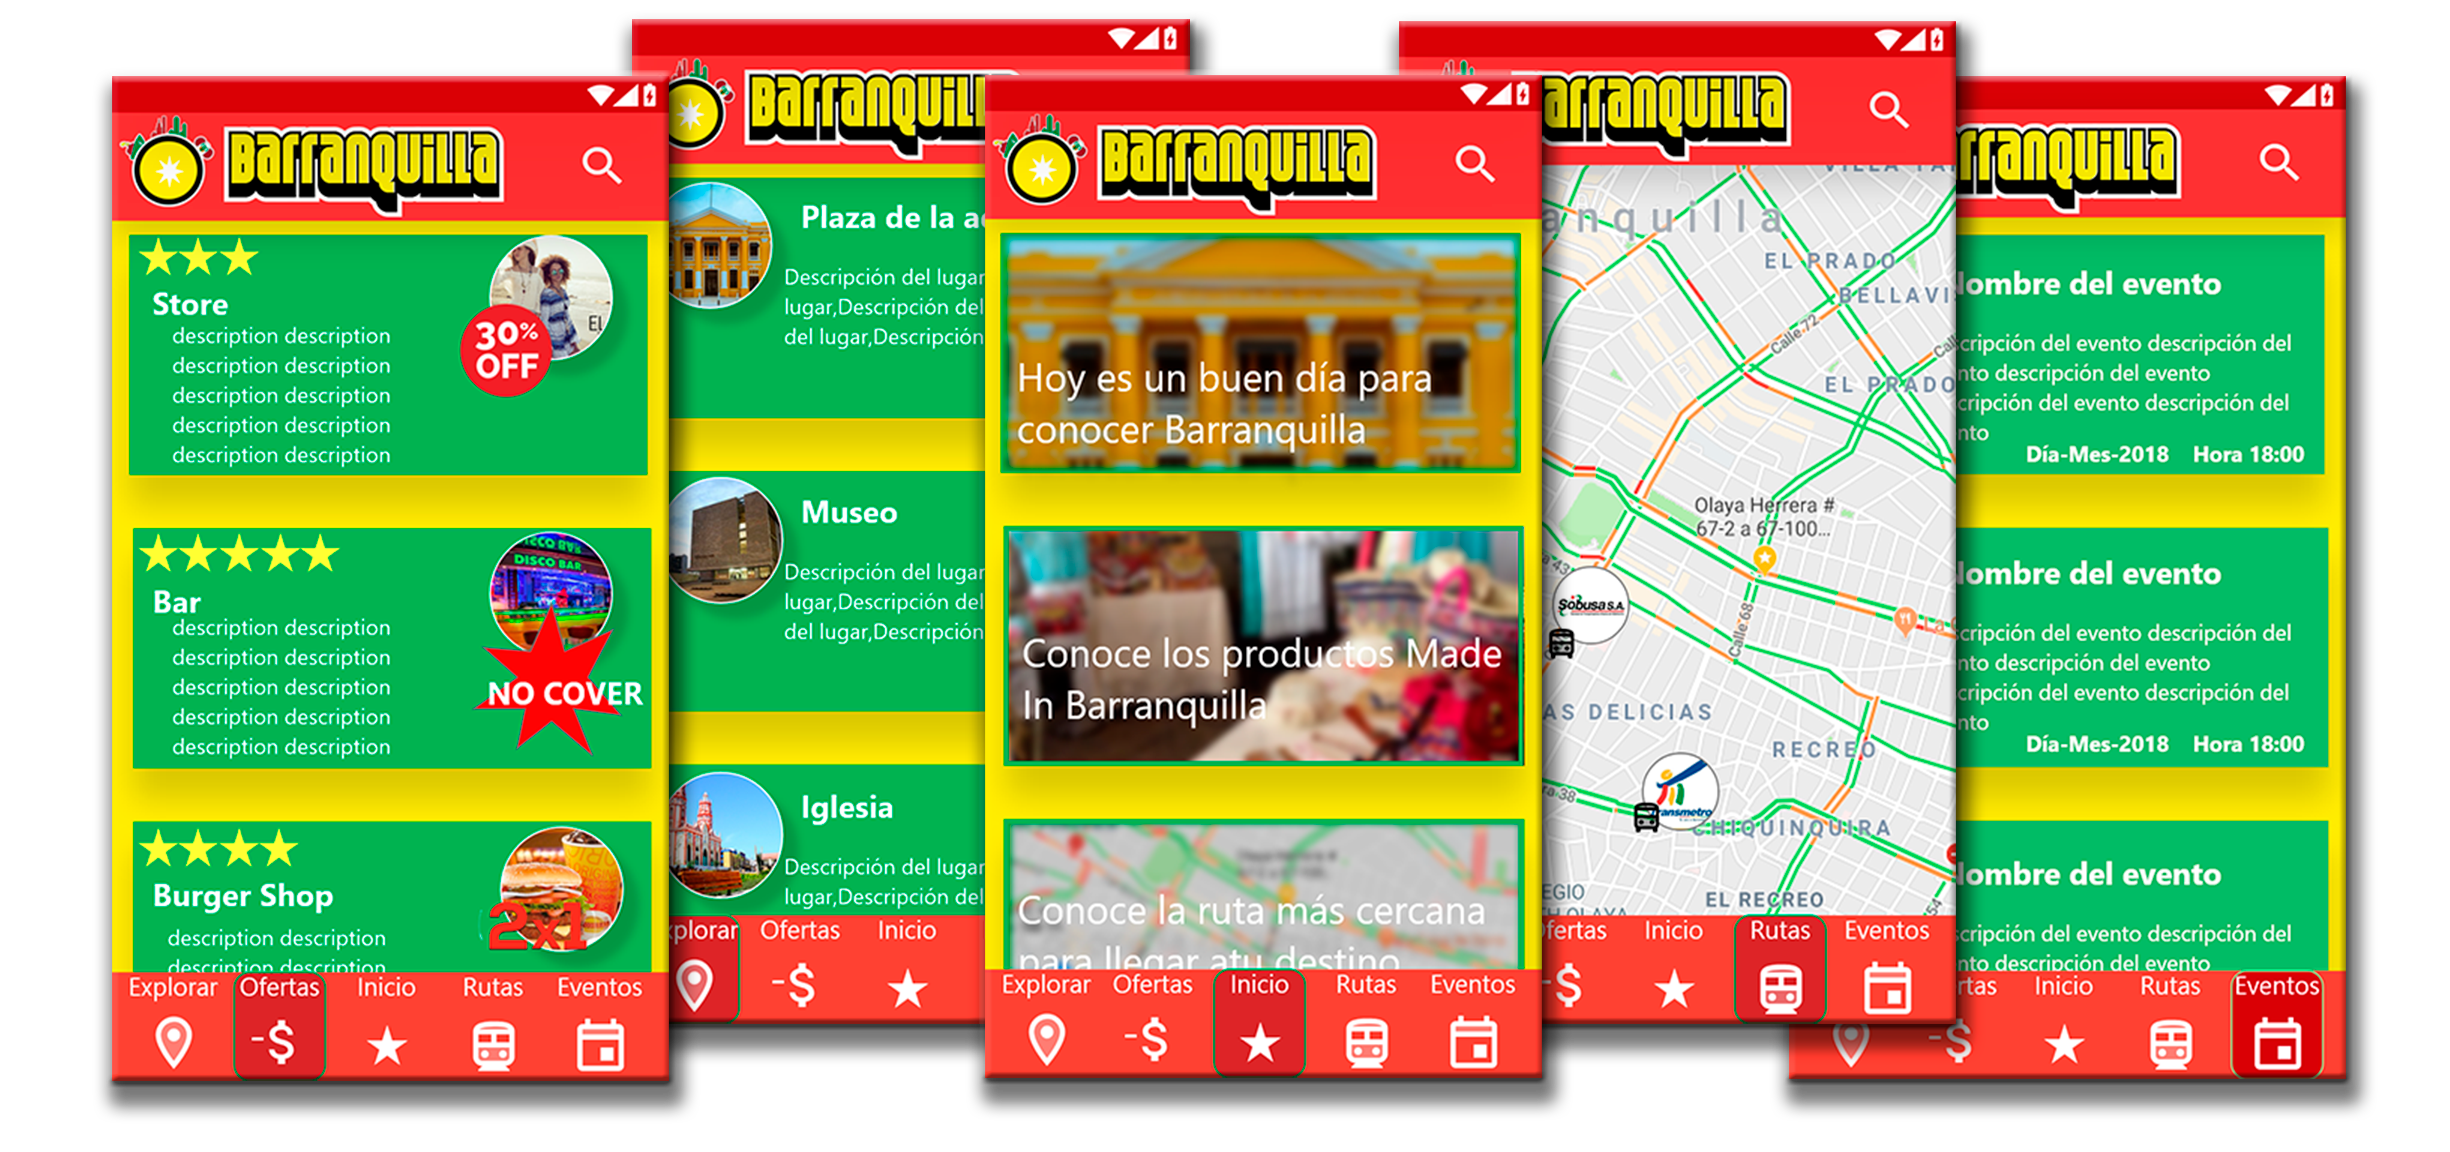 Barranquilla
Store
description description
description description
description description
description description
description description
30%
OFF
EL
DISCO BAR
Bar
description description
description description
description description
description description
description description
NO COVER
Burger Shop
description description
description description
2x1
Explorar Ofertas Inicio Rutas Eventos
Plaza de la
Descripción del lugar
lugar,Descripción del
del lugar,Descripción
Museo
Descripción del lugar
lugar,Descripción del
del lugar,Descripción
Iglesia
Descripción del lugar
lugar,Descripción del
Ofertas Inicio
-$
Barranquilla
Hoy es un buen día para
conocer Barranquilla
Conoce los productos Made
In Barranquilla
Conoce la ruta más cercana
para llegar atu destino
Explorar Ofertas Inicio Rutas Eventos
-$
arranquilla
anquilla
EL PRADO
BELLAVI
Calle 72
EL PRADO
Olaya Herrera #
67-2 a 67-100...
Sobusa S.A.
Calle 68
AS DELICIAS
RECREO
Transmetro
CHIQUINQUIRA
EL RECREO
Inicio Rutas Eventos
rranquilla
ombre del evento
cripción del evento descripción del
nto descripción del evento
cripción del evento descripción del
nto
Día-Mes-2018 Hora 18:00
ombre del evento
cripción del evento descripción del
nto descripción del evento
cripción del evento descripción del
nto
Día-Mes-2018 Hora 18:00
ombre del evento
cripción del evento descripción del
nto descripción del evento
rtas Inicio Rutas Eventos
-$